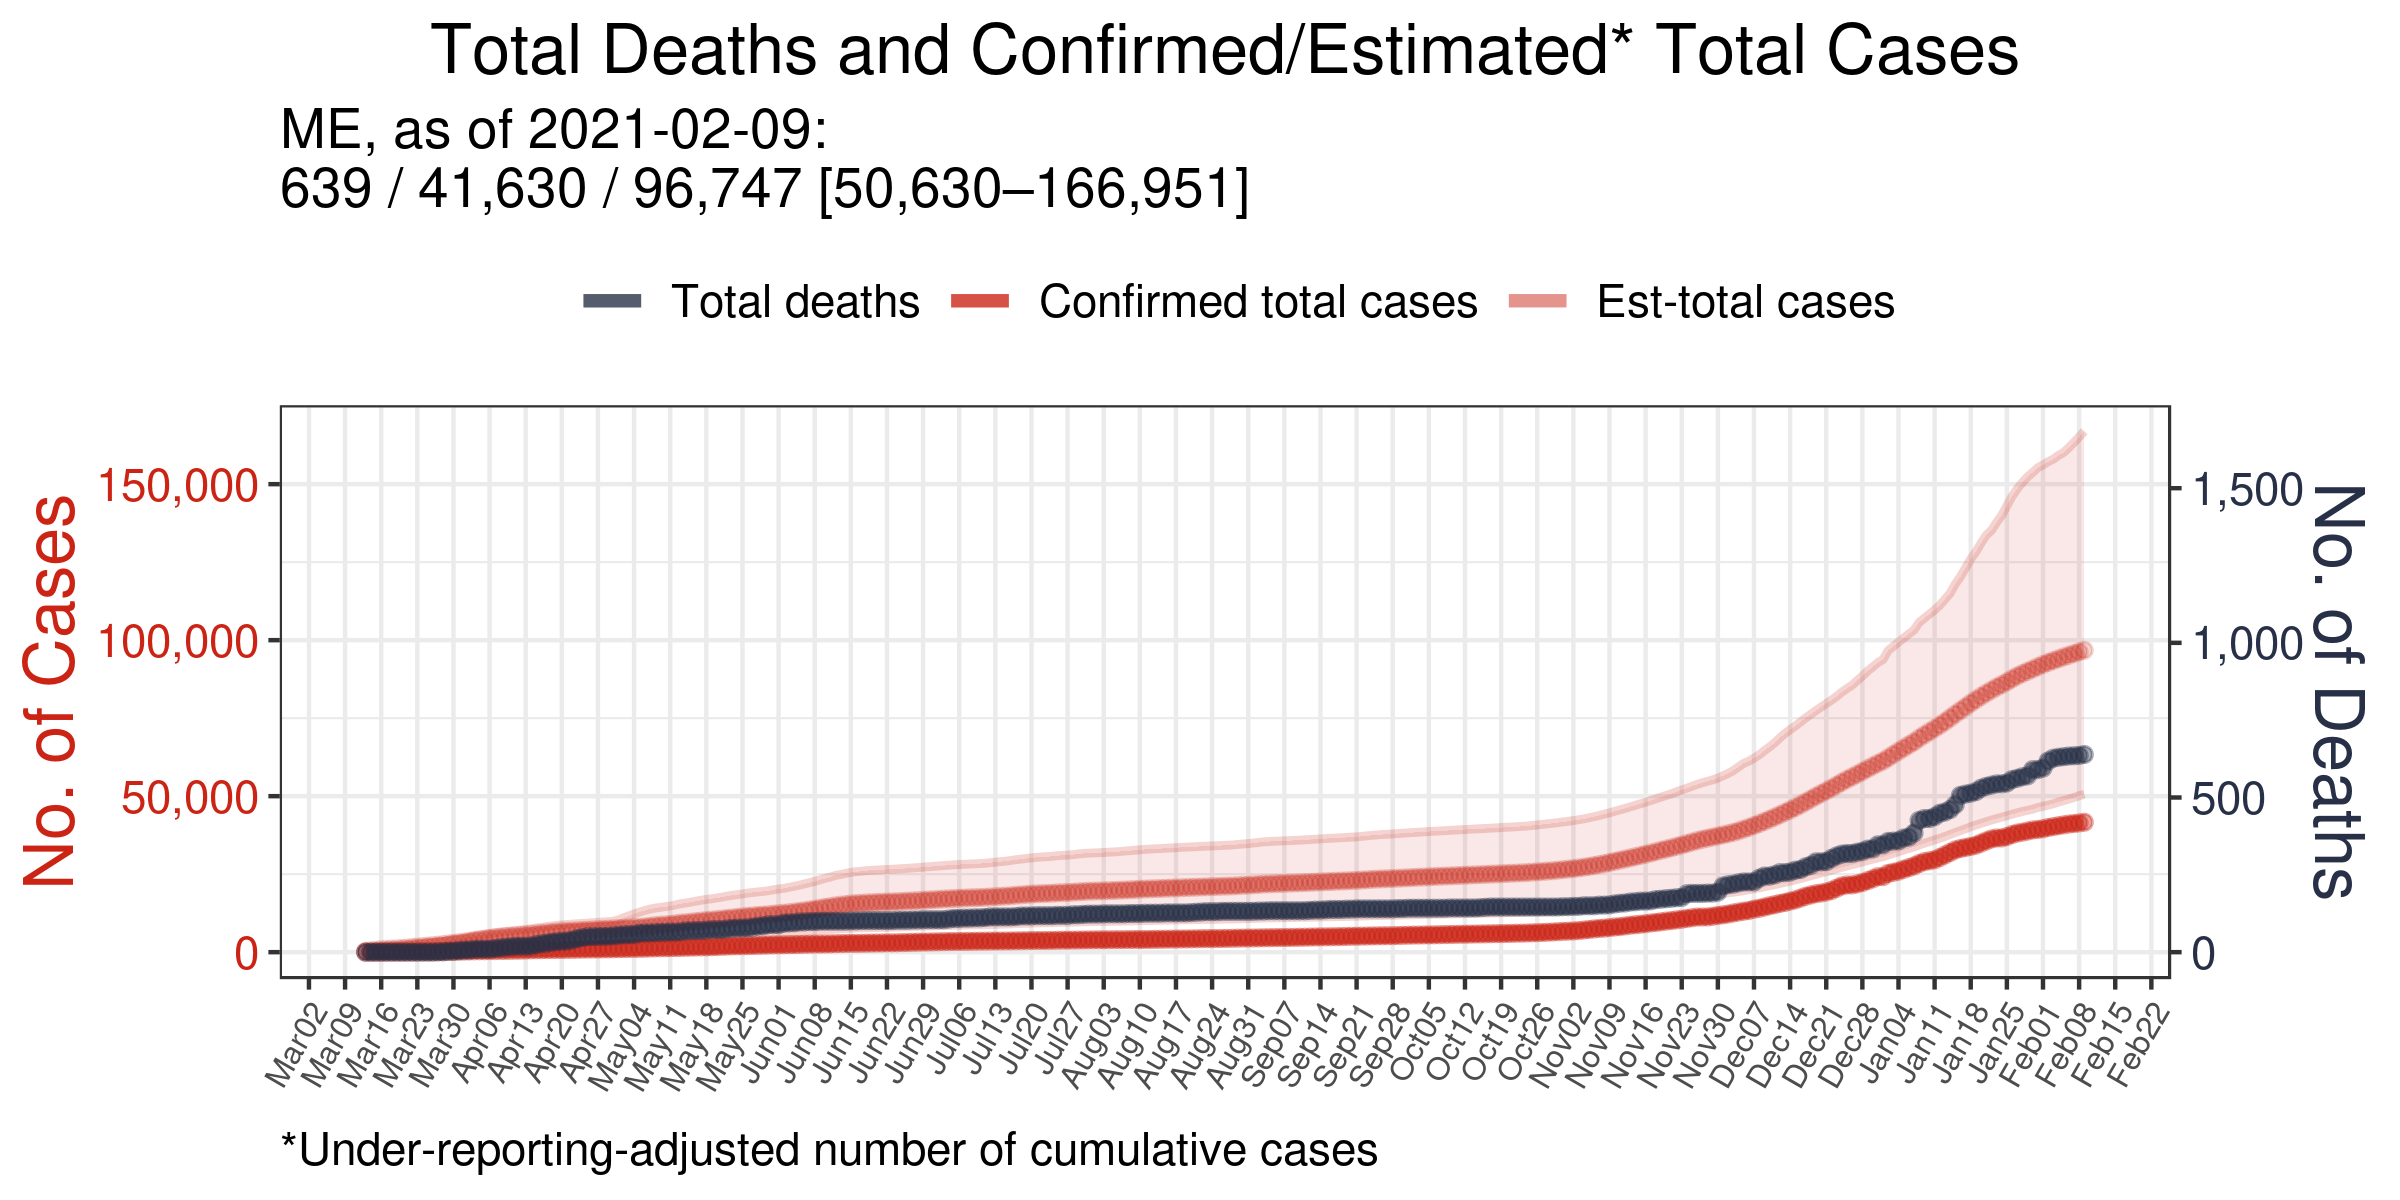 Total Deaths and Confirmed/Estimated* Total Cases
ME, as of 2021-02-09:
639 / 41,630 / 96,747 [50,630–166,951]
Total deaths
Confirmed total cases
Est-total cases
No. of Cases
150,000
100,000
50,000
0
1,500
1,000
500
0
No. of Deaths
Mar02
Mar09
Mar16
Mar23
Mar30
Apr06
Apr13
Apr20
Apr27
May04
May11
May18
May25
Jun01
Jun08
Jun15
Jun22
Jun29
Jul06
Jul13
Jul20
Jul27
Aug03
Aug10
Aug17
Aug24
Aug31
Sep07
Sep14
Sep21
Sep28
Oct05
Oct12
Oct19
Oct26
Nov02
Nov09
Nov16
Nov23
Nov30
Dec07
Dec14
Dec21
Dec28
Jan04
Jan11
Jan18
Jan25
Feb01
Feb08
Feb15
Feb22
*Under-reporting-adjusted number of cumulative cases